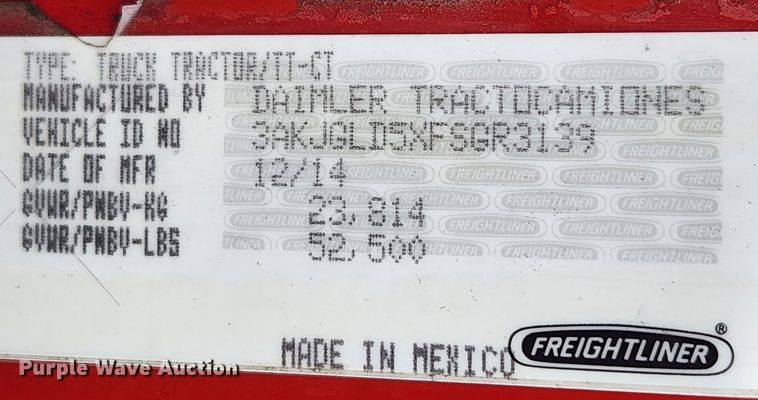 TYPE: TRUCK TRACTOR/TT-CT
MANUFACTURED BY DAIMLER TRACTOCAMIONES
VEHICLE ID NO 3AKJGLD5XFSGR3139
DATE OF MFR 12/14
GVWR/PNBV-KG 23,814
GVWR/PNBV-LBS 52,500
MADE IN MEXICO FREIGHTLINER®
Purple Wave Auction